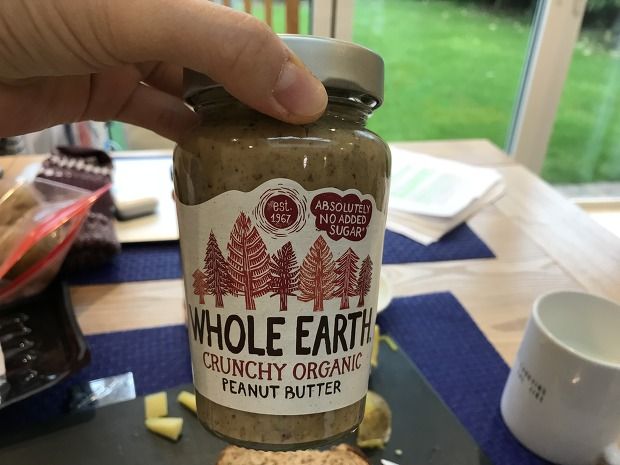 est.
1967
ABSOLUTELY
NO ADDED
SUGAR*
WHOLE EARTH
CRUNCHY ORGANIC
PEANUT BUTTER